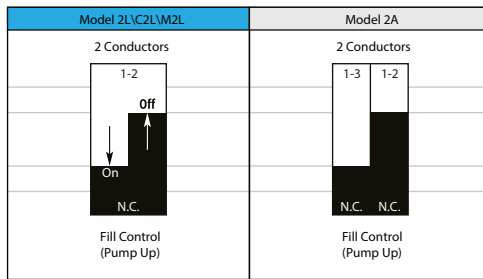 Model 2L\C2L\M2L
Model 2A
2 Conductors
2 Conductors
1-2
1-3
1-2
Off
On
N.C.
N.C.
N.C.
Fill Control
(Pump Up)
Fill Control
(Pump Up)